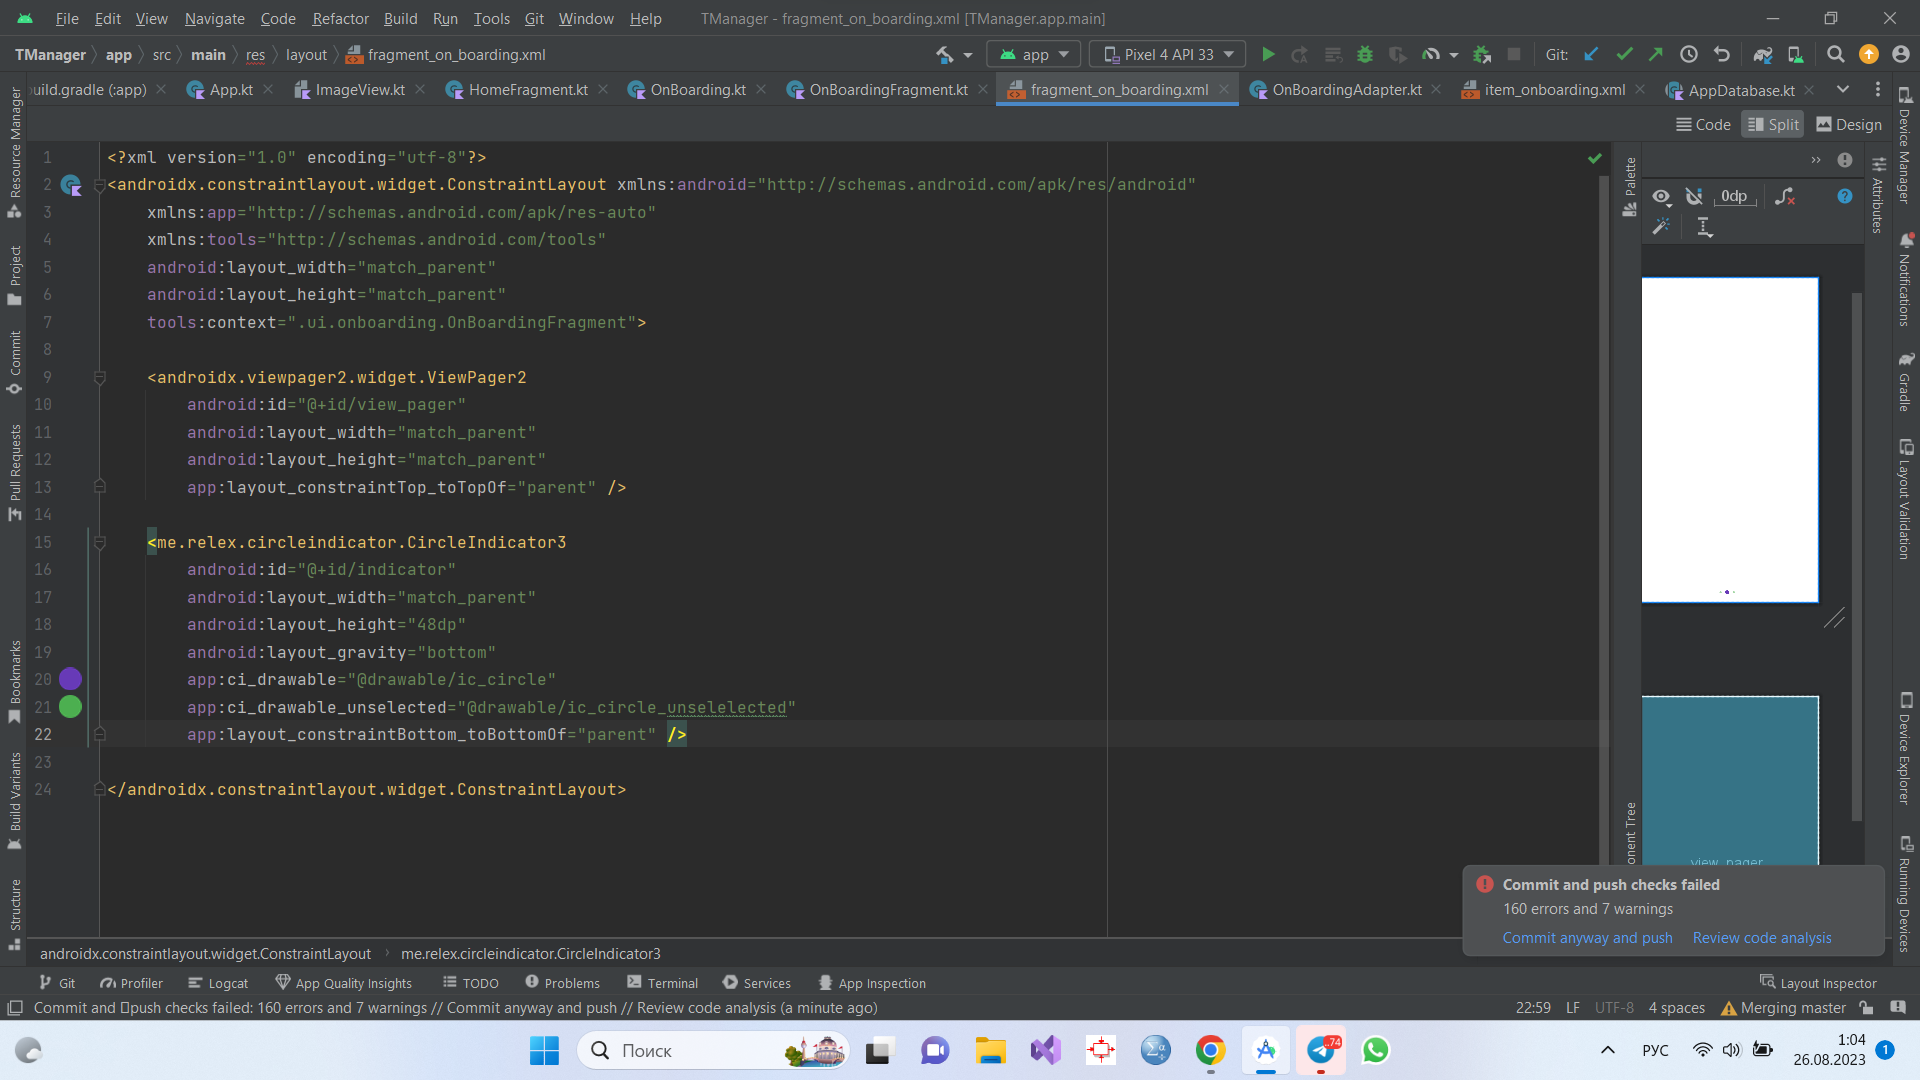 File Edit View Navigate Code Refactor Build Run Tools Git Window Help TManager - fragment_on_boarding.xml [TManager.app.main]
TManager app src main res layout fragment_on_boarding.xml app Pixel 4 API 33 Git:
uild.gradle (:app) App.kt ImageView.kt HomeFragment.kt OnBoarding.kt OnBoardingFragment.kt fragment_on_boarding.xml OnBoardingAdapter.kt item_onboarding.xml AppDatabase.kt
Code Split Design
1 <?xml version="1.0" encoding="utf-8"?>
2 <androidx.constraintlayout.widget.ConstraintLayout xmlns:android="http://schemas.android.com/apk/res/android"
3 xmlns:app="http://schemas.android.com/apk/res-auto"
4 xmlns:tools="http://schemas.android.com/tools"
5 android:layout_width="match_parent"
6 android:layout_height="match_parent"
7 tools:context=".ui.onboarding.OnBoardingFragment">
8
9 <androidx.viewpager2.widget.ViewPager2
10 android:id="@+id/view_pager"
11 android:layout_width="match_parent"
12 android:layout_height="match_parent"
13 app:layout_constraintTop_toTopOf="parent" />
14
15 <me.relex.circleindicator.CircleIndicator3
16 android:id="@+id/indicator"
17 android:layout_width="match_parent"
18 android:layout_height="48dp"
19 android:layout_gravity="bottom"
20 app:ci_drawable="@drawable/ic_circle"
21 app:ci_drawable_unselected="@drawable/ic_circle_unselelected"
22 app:layout_constraintBottom_toBottomOf="parent" />
23
24 </androidx.constraintlayout.widget.ConstraintLayout>
Resource Manager
Project
Commit
Pull Requests
Bookmarks
Build Variants
Structure
Palette
0dp
onent Tree
view_pager
Attributes
Device Manager
Notifications
Gradle
Layout Validation
Device Explorer
Running Devices
Commit and push checks failed
160 errors and 7 warnings
Commit anyway and push Review code analysis
androidx.constraintlayout.widget.ConstraintLayout me.relex.circleindicator.CircleIndicator3
Git Profiler Logcat App Quality Insights TODO Problems Terminal Services App Inspection Layout Inspector
Commit and push checks failed: 160 errors and 7 warnings // Commit anyway and push // Review code analysis (a minute ago) 22:59 LF UTF-8 4 spaces Merging master
Поиск
..74
РУС
1:04
26.08.2023
1